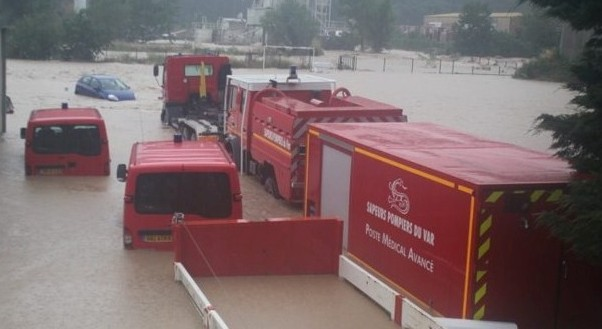 SAPEURS POMPIERS DU VAR
POSTE MÉDICAL AVANCÉ